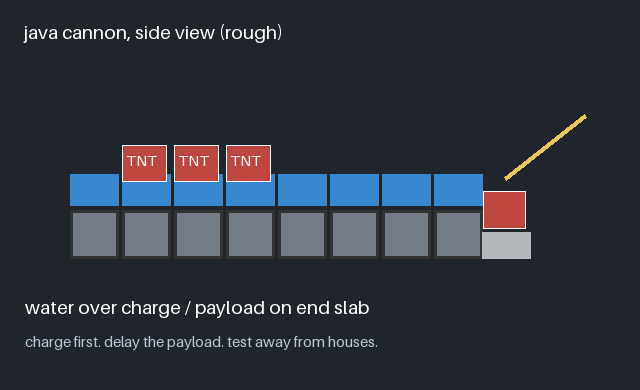 java cannon, side view (rough)
TNT TNT TNT
water over charge / payload on end slab
charge first. delay the payload. test away from houses.